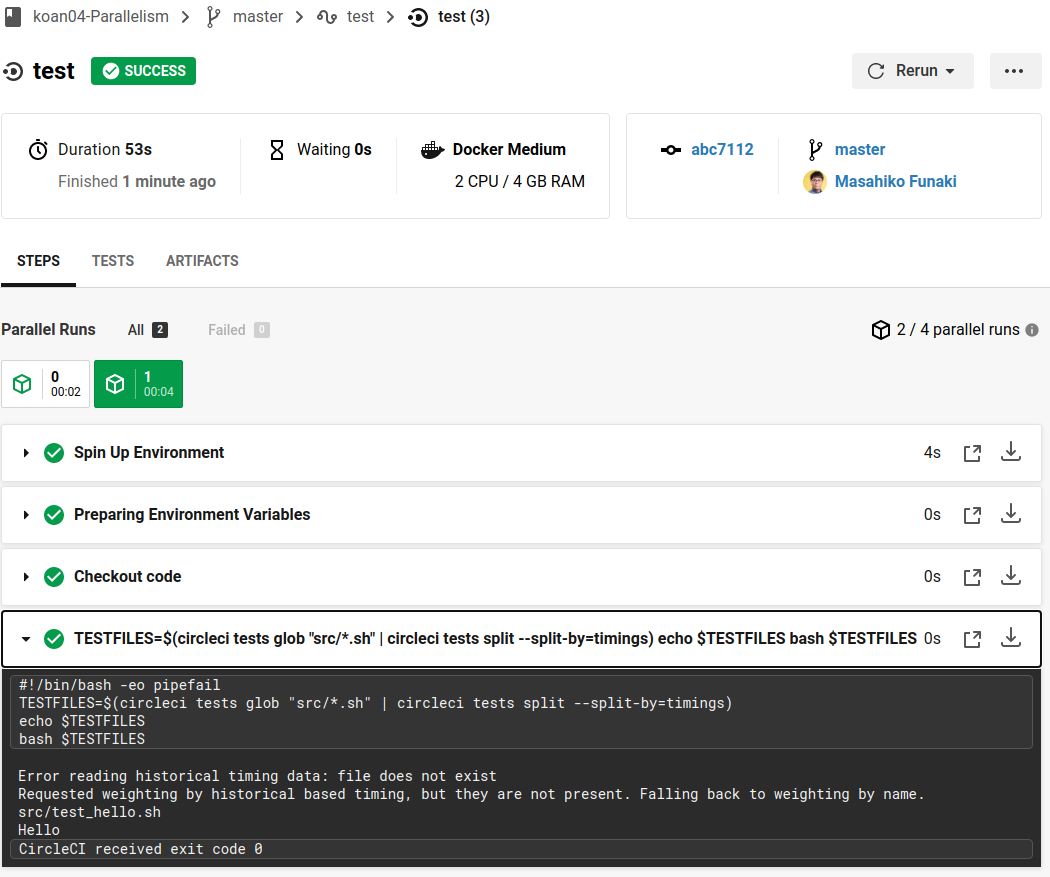 koan04-Parallelism master test test (3)
test SUCCESS Rerun
Duration 53s Waiting 0s Docker Medium abc7112 master
Finished 1 minute ago 2 CPU / 4 GB RAM Masahiko Funaki
STEPS TESTS ARTIFACTS
Parallel Runs All 2 Failed 0 2 / 4 parallel runs
0 1
00:02 00:04
Spin Up Environment 4s
Preparing Environment Variables 0s
Checkout code 0s
TESTFILES=$(circleci tests glob "src/*.sh" | circleci tests split --split-by=timings) echo $TESTFILES bash $TESTFILES 0s
#!/bin/bash -eo pipefail
TESTFILES=$(circleci tests glob "src/*.sh" | circleci tests split --split-by=timings)
echo $TESTFILES
bash $TESTFILES
Error reading historical timing data: file does not exist
Requested weighting by historical based timing, but they are not present. Falling back to weighting by name.
src/test_hello.sh
Hello
CircleCI received exit code 0